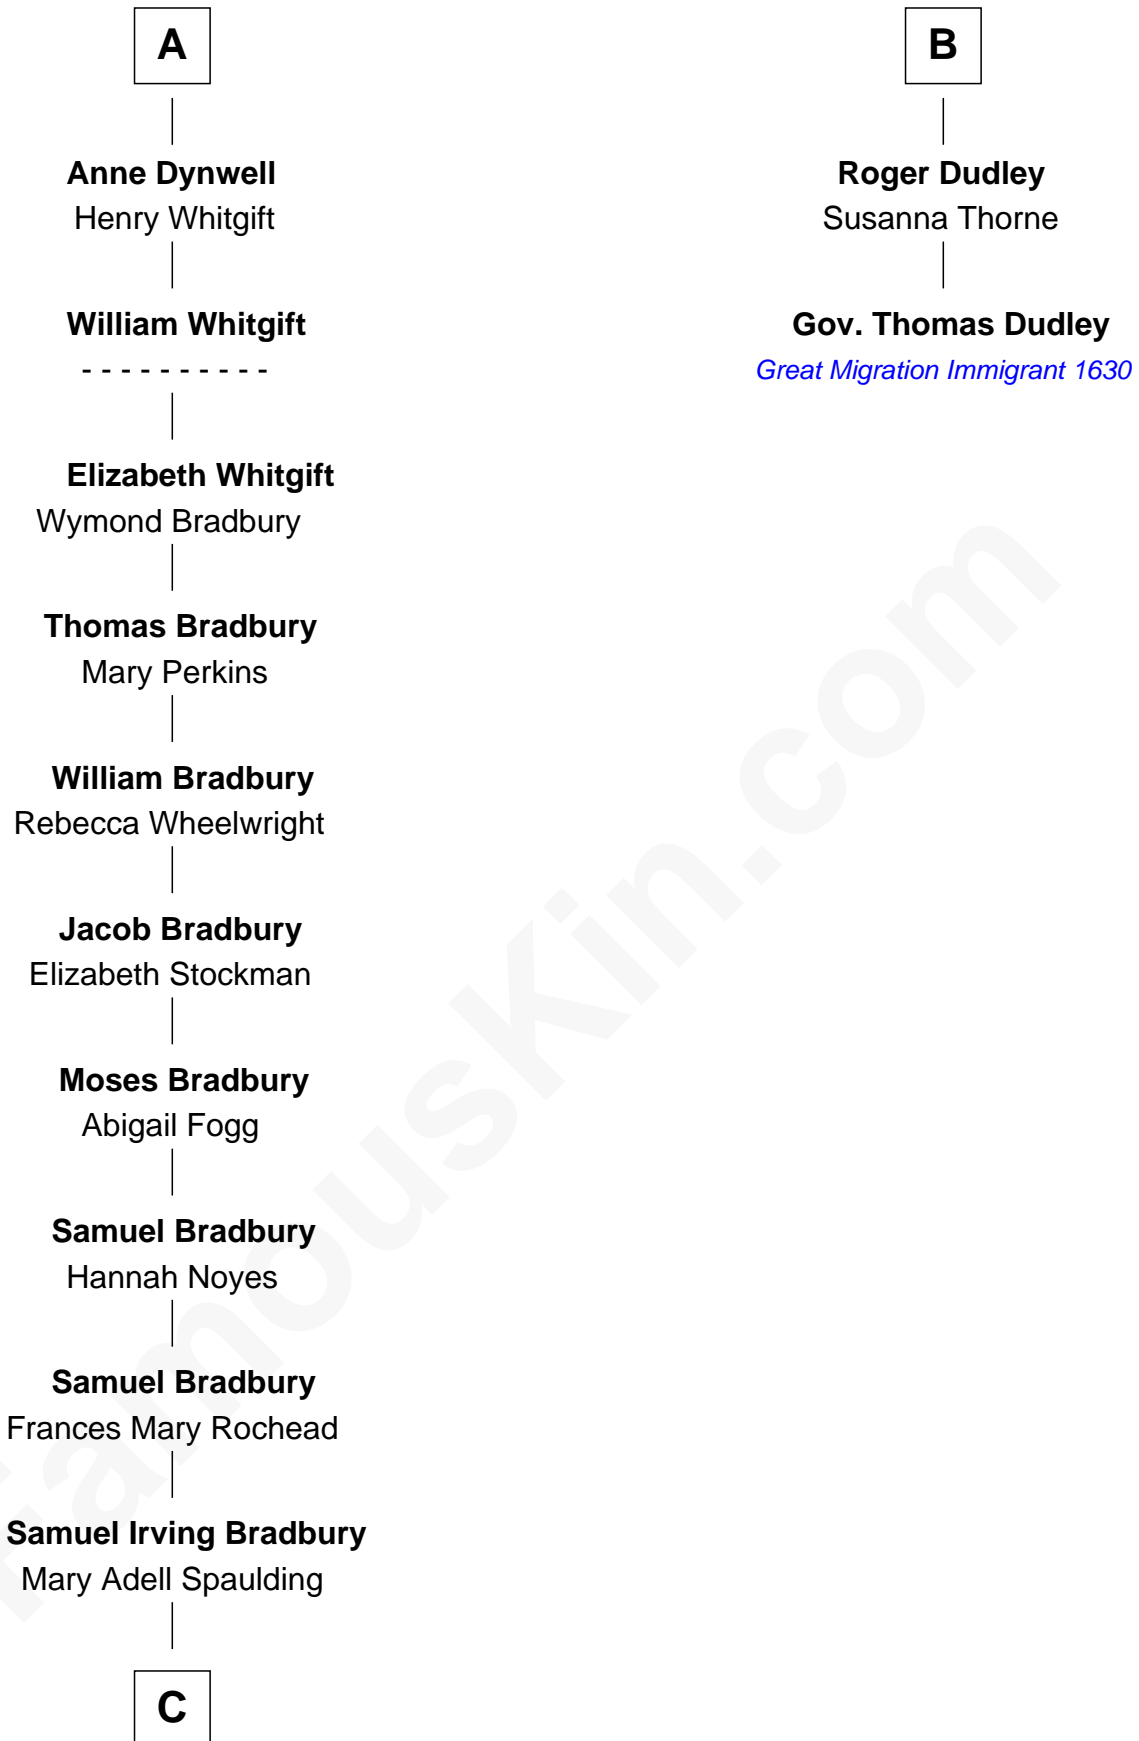 A
Anne Dynwell
Henry Whitgift
William Whitgift
- - - - - - - - - -
Elizabeth Whitgift
Wymond Bradbury
Thomas Bradbury
Mary Perkins
William Bradbury
Rebecca Wheelwright
Jacob Bradbury
Elizabeth Stockman
Moses Bradbury
Abigail Fogg
Samuel Bradbury
Hannah Noyes
Samuel Bradbury
Frances Mary Rochead
Samuel Irving Bradbury
Mary Adell Spaulding
C
B
Roger Dudley
Susanna Thorne
Gov. Thomas Dudley
Great Migration Immigrant 1630
FamousKin.com